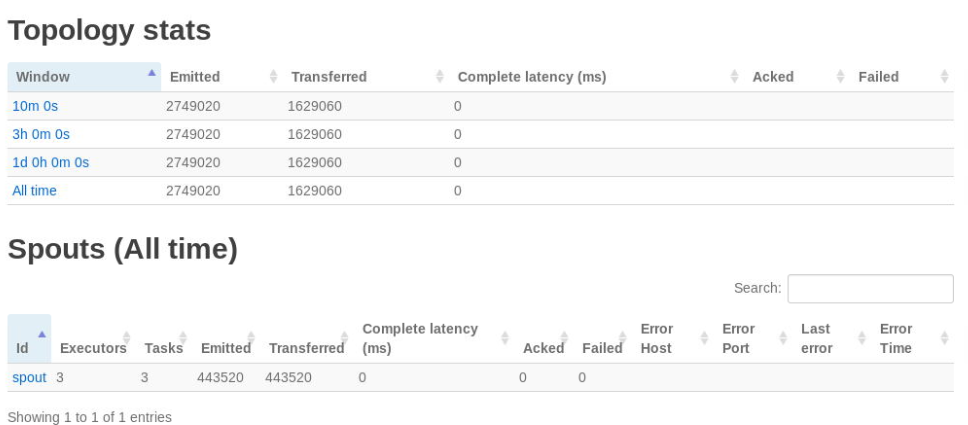 Topology stats
Window Emitted Transferred Complete latency (ms) Acked Failed
10m 0s 2749020 1629060 0
3h 0m 0s 2749020 1629060 0
1d 0h 0m 0s 2749020 1629060 0
All time 2749020 1629060 0
Spouts (All time)
Search:
Id Executors Tasks Emitted Transferred Complete latency (ms) Acked Failed Error Host Error Port Last error Error Time
spout 3 3 443520 443520 0 0 0
Showing 1 to 1 of 1 entries